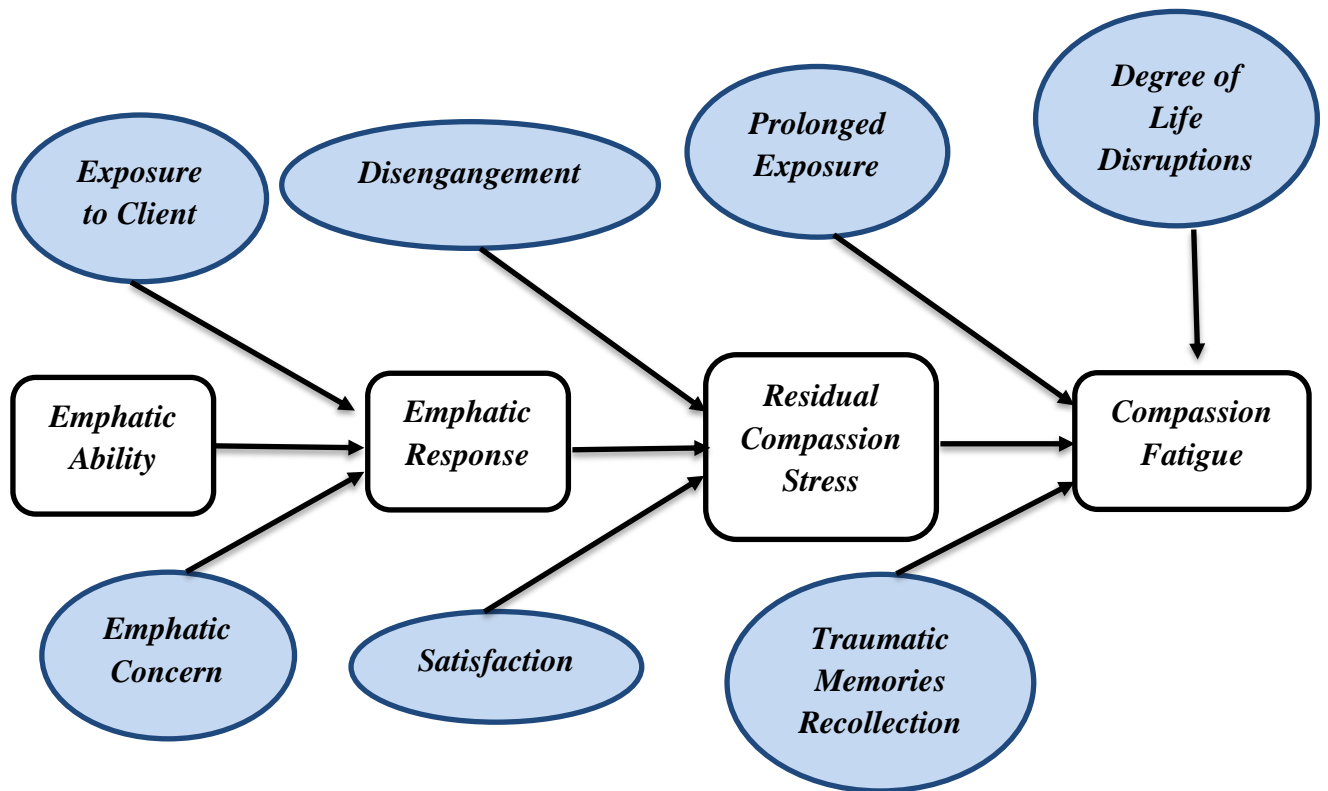 Exposure
to Client
Disengangement
Prolonged
Exposure
Degree of
Life
Disruptions
Emphatic
Ability
Emphatic
Response
Residual
Compassion
Stress
Compassion
Fatigue
Emphatic
Concern
Satisfaction
Traumatic
Memories
Recollection